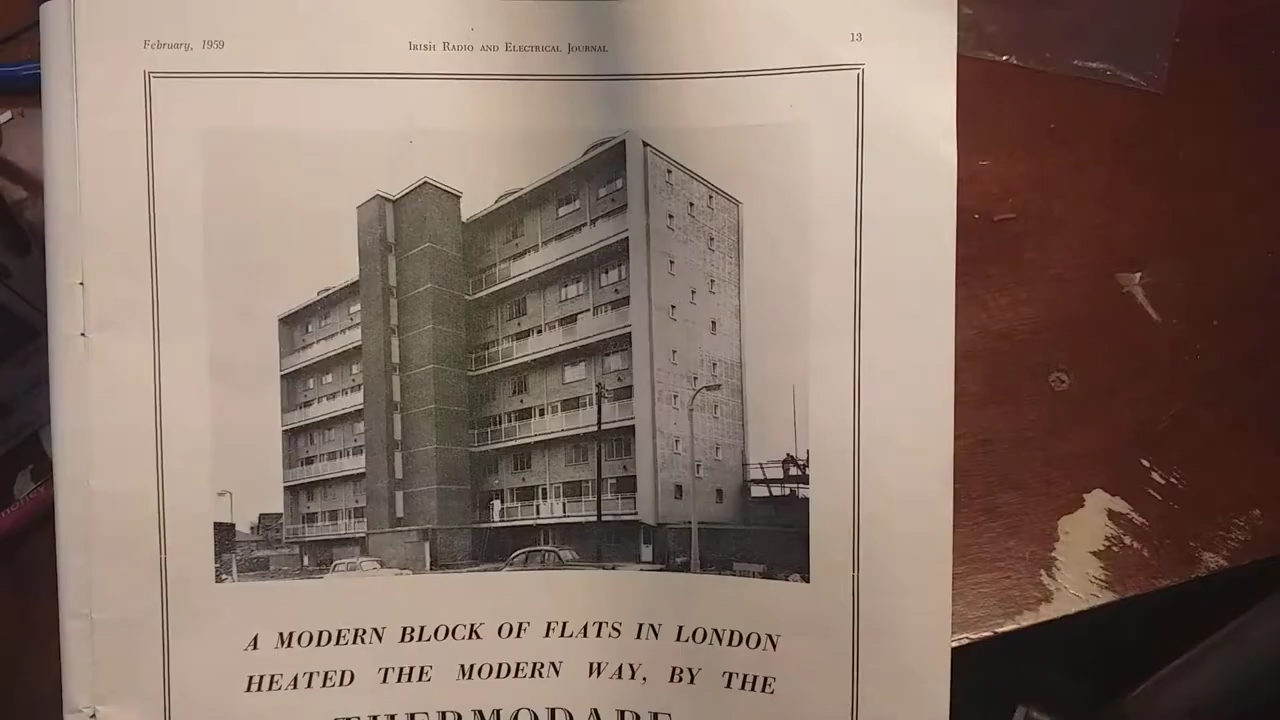 February, 1959
IRISH RADIO AND ELECTRICAL JOURNAL
13
A MODERN BLOCK OF FLATS IN LONDON
HEATED THE MODERN WAY, BY THE